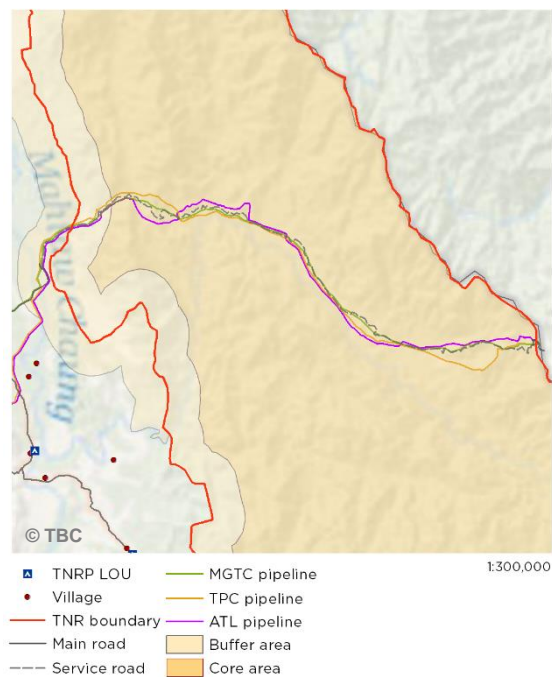 Mahlaw Chaung
© TBC
TNRP LOU
Village
TNR boundary
Main road
Service road
MGTC pipeline
TPC pipeline
ATL pipeline
Buffer area
Core area
1:300,000